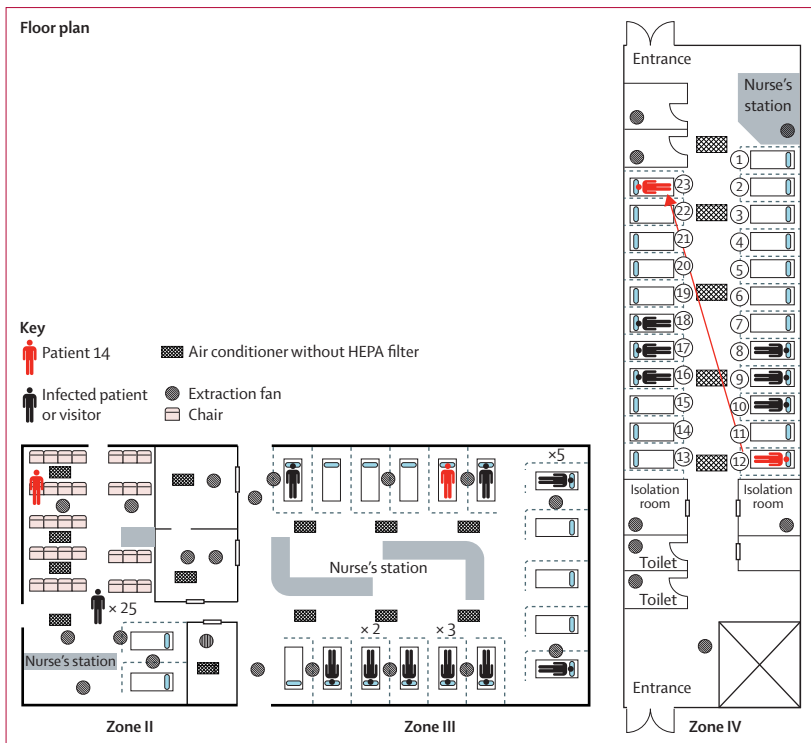 Floor plan
Entrance
Nurse's
station
1
2
3
4
5
6
7
8
9
10
11
12
23
22
21
20
19
18
17
16
15
14
13
Isolation
room
Isolation
room
Toilet
Toilet
Entrance
Zone IV
Key
Patient 14
Air conditioner without HEPA filter
Infected patient
or visitor
Extraction fan
Chair
× 25
Nurse's station
Zone II
×5
Nurse's station
× 2
× 3
Zone III